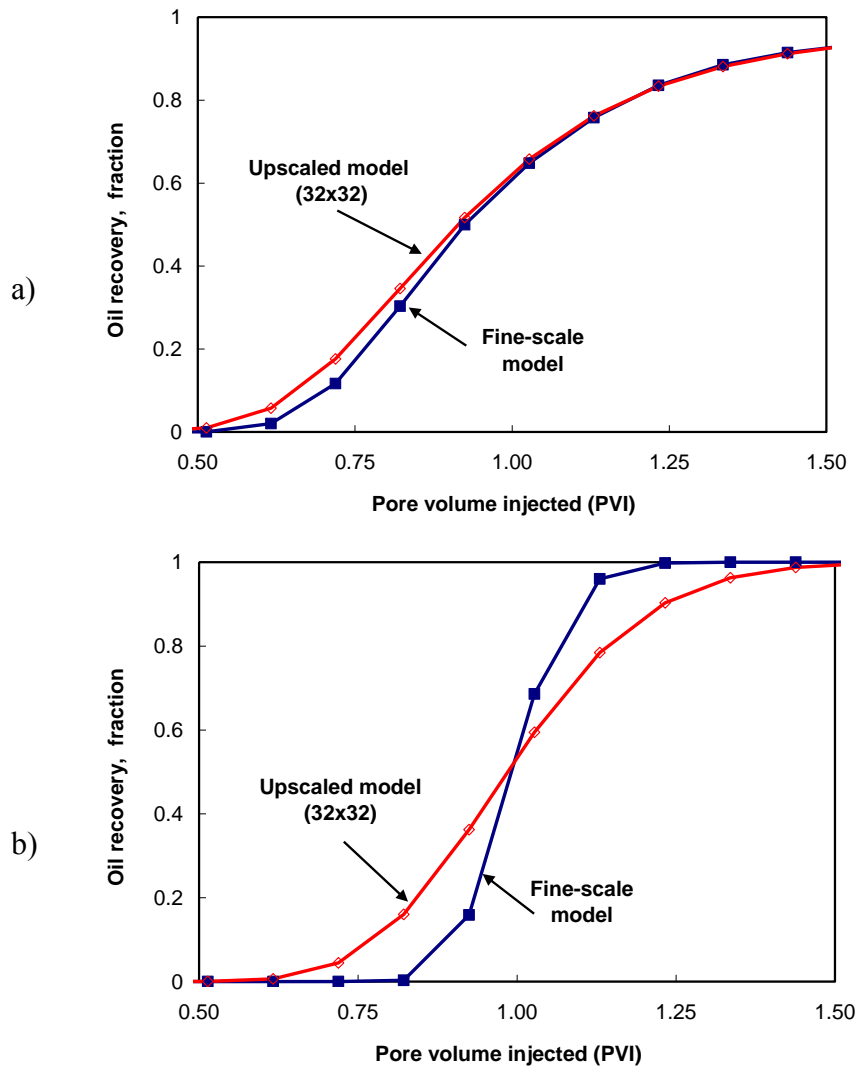 a)
Oil recovery, fraction
1
0.8
0.6
0.4
0.2
0
Upscaled model
(32x32)
Fine-scale
model
0.50
0.75
1.00
1.25
1.50
Pore volume injected (PVI)
b)
Oil recovery, fraction
1
0.8
0.6
0.4
0.2
0
Upscaled model
(32x32)
Fine-scale
model
0.50
0.75
1.00
1.25
1.50
Pore volume injected (PVI)